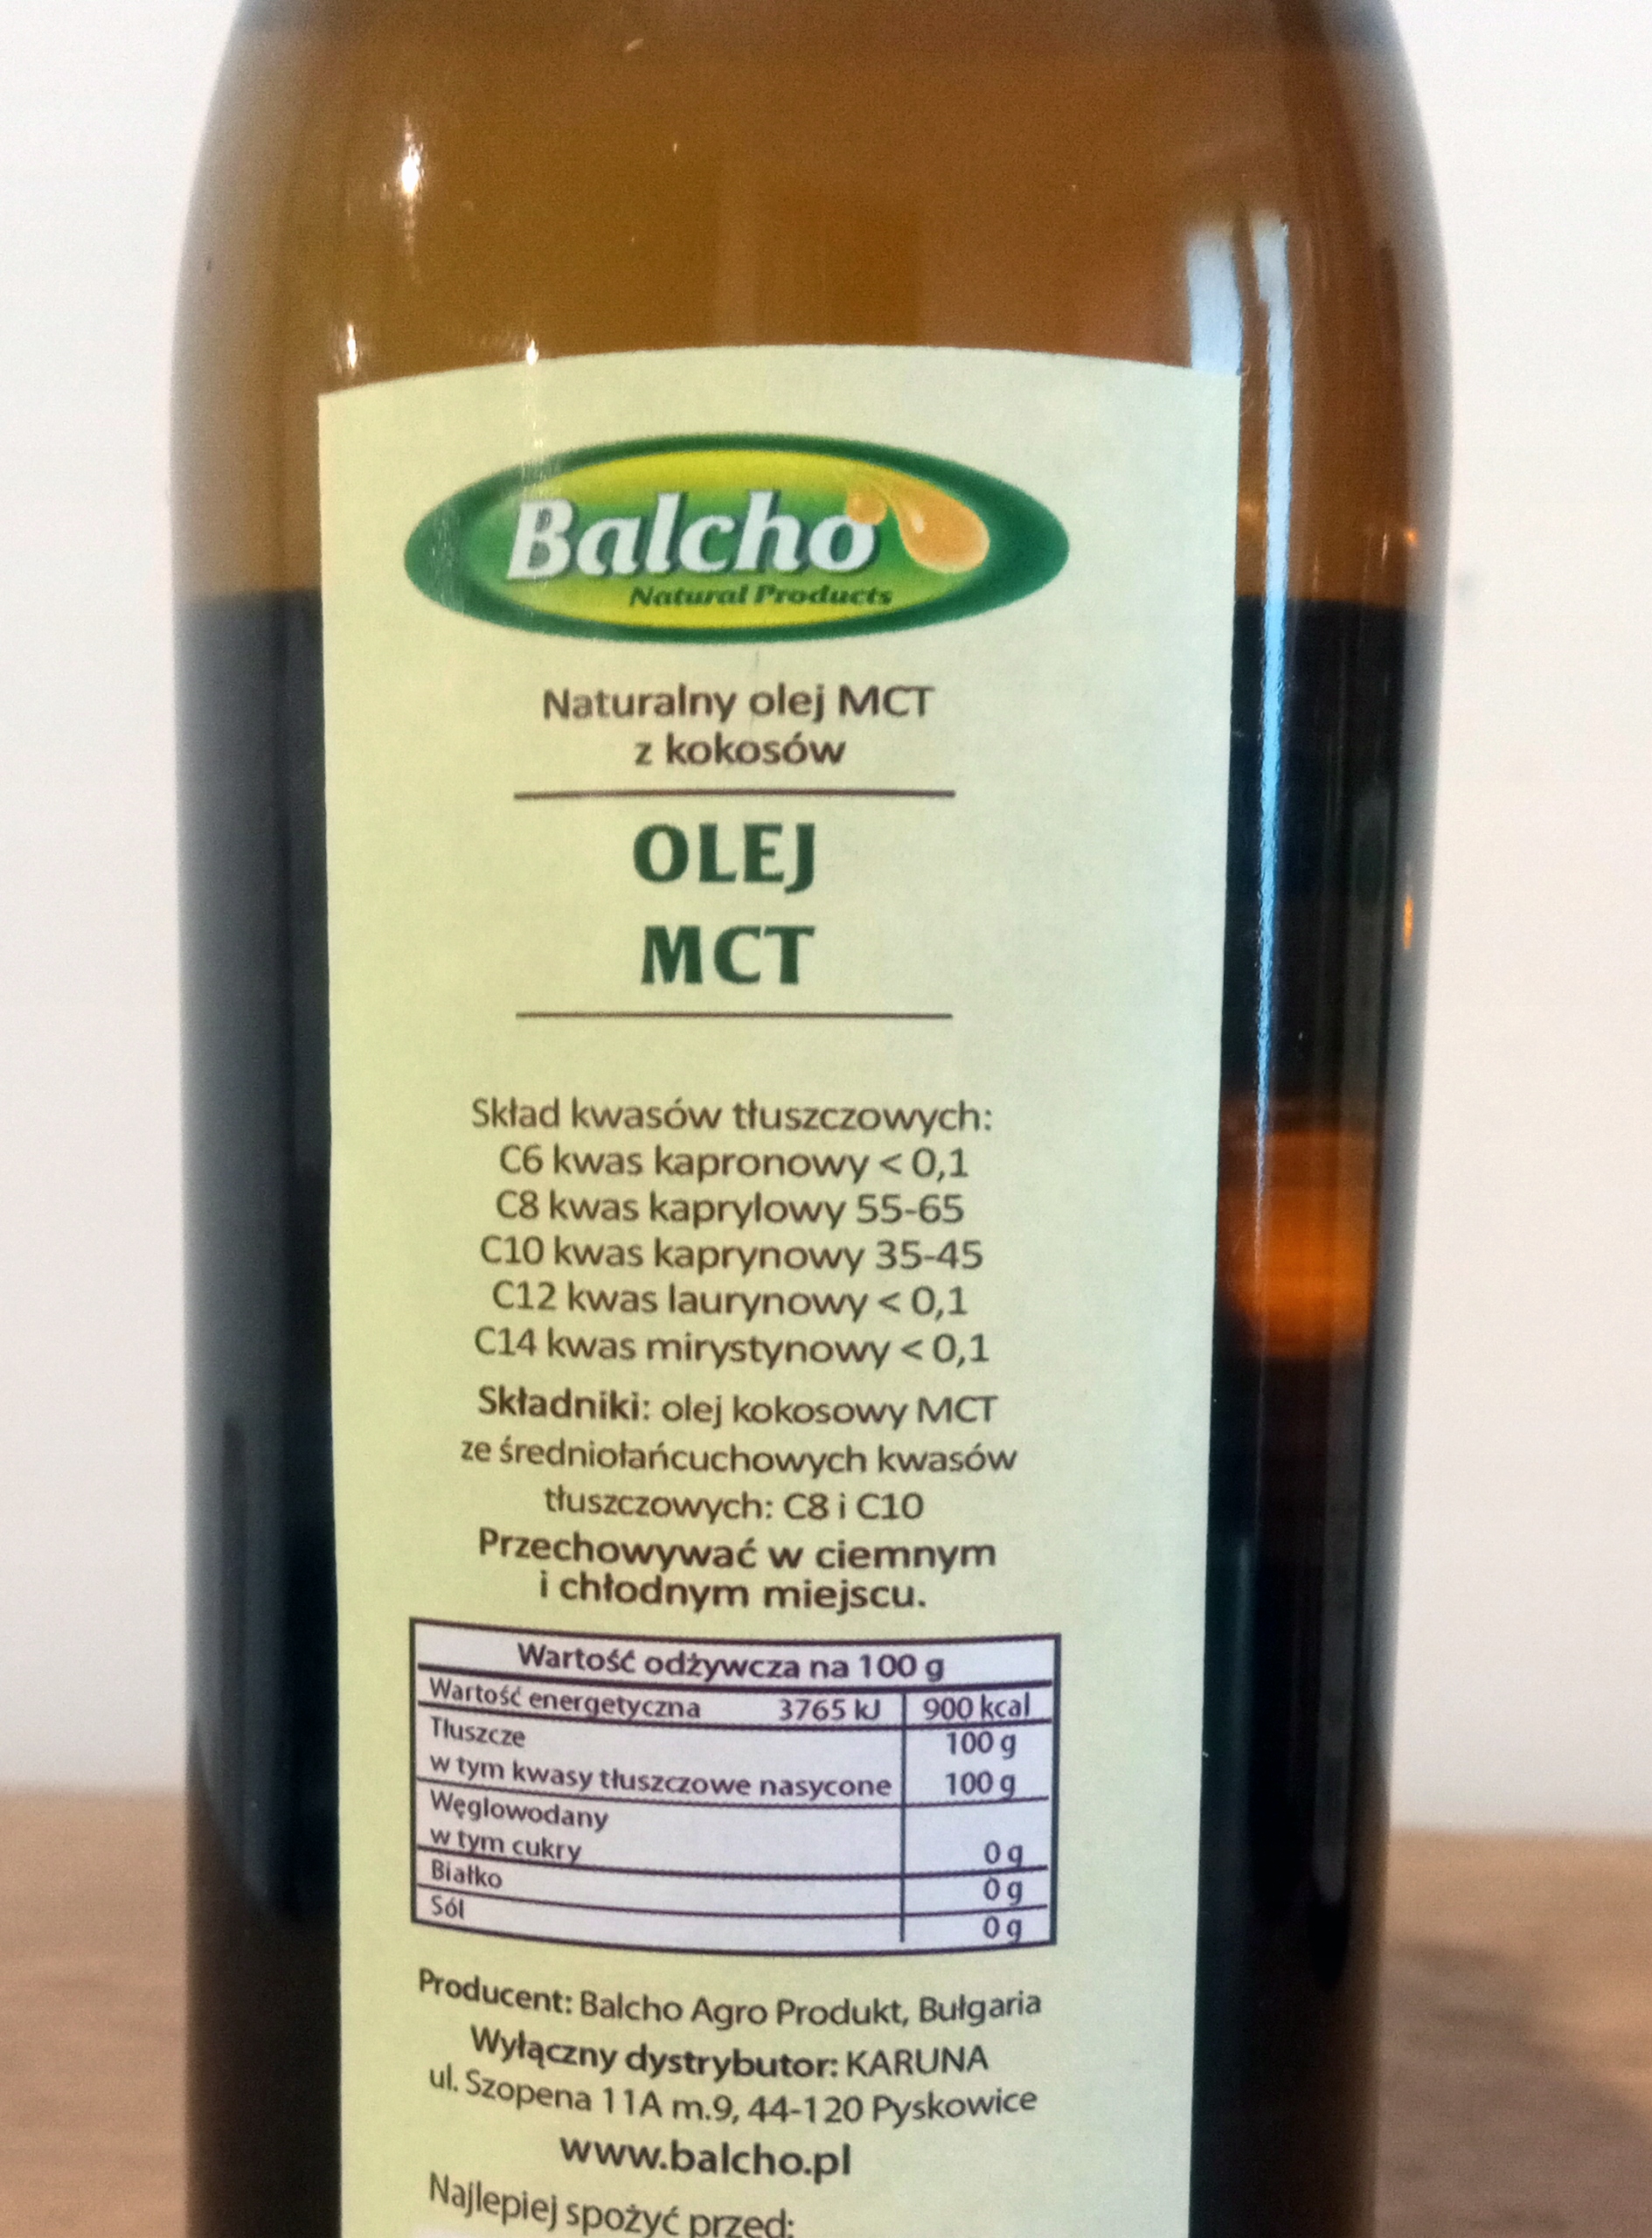 Balcho
Natural Products
Naturalny olej MCT
z kokosów
OLEJ
MCT
Skład kwasów tłuszczowych:
C6 kwas kapronowy < 0,1
C8 kwas kaprylowy 55-65
C10 kwas kaprynowy 35-45
C12 kwas laurynowy < 0,1
C14 kwas mirystynowy < 0,1
Składniki: olej kokosowy MCT
ze średniołańcuchowych kwasów
tłuszczowych: C8 i C10
Przechowywać w ciemnym
i chłodnym miejscu.
Wartość odżywcza na 100 g
Wartość energetyczna 3765 kJ 900 kcal
Tłuszcze 100 g
w tym kwasy tłuszczowe nasycone 100 g
Węglowodany
w tym cukry 0 g
Białko 0 g
Sól 0 g
Producent: Balcho Agro Produkt, Bułgaria
Wyłączny dystrybutor: KARUNA
ul. Szopena 11A m.9, 44-120 Pyskowice
www.balcho.pl
Najlepiej spożyć przed: